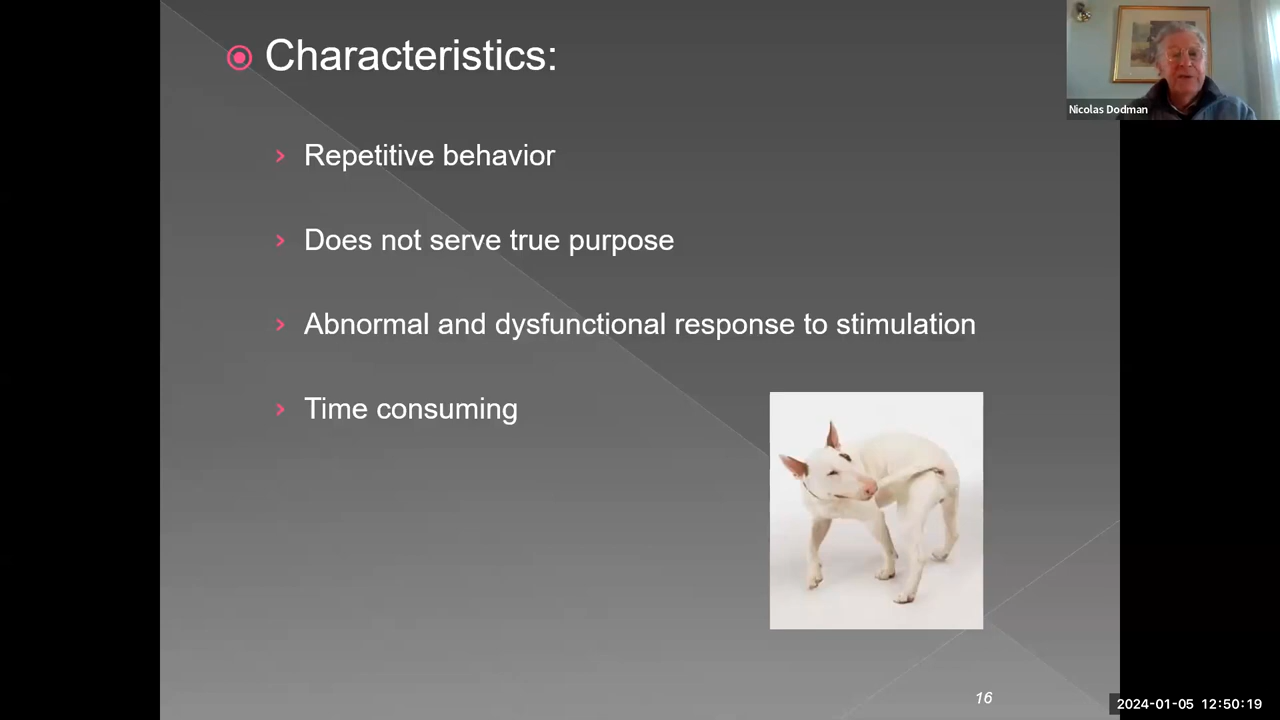 Characteristics:
Repetitive behavior
Does not serve true purpose
Abnormal and dysfunctional response to stimulation
Time consuming
16
Nicolas Dodman
2024-01-05 12:50:19